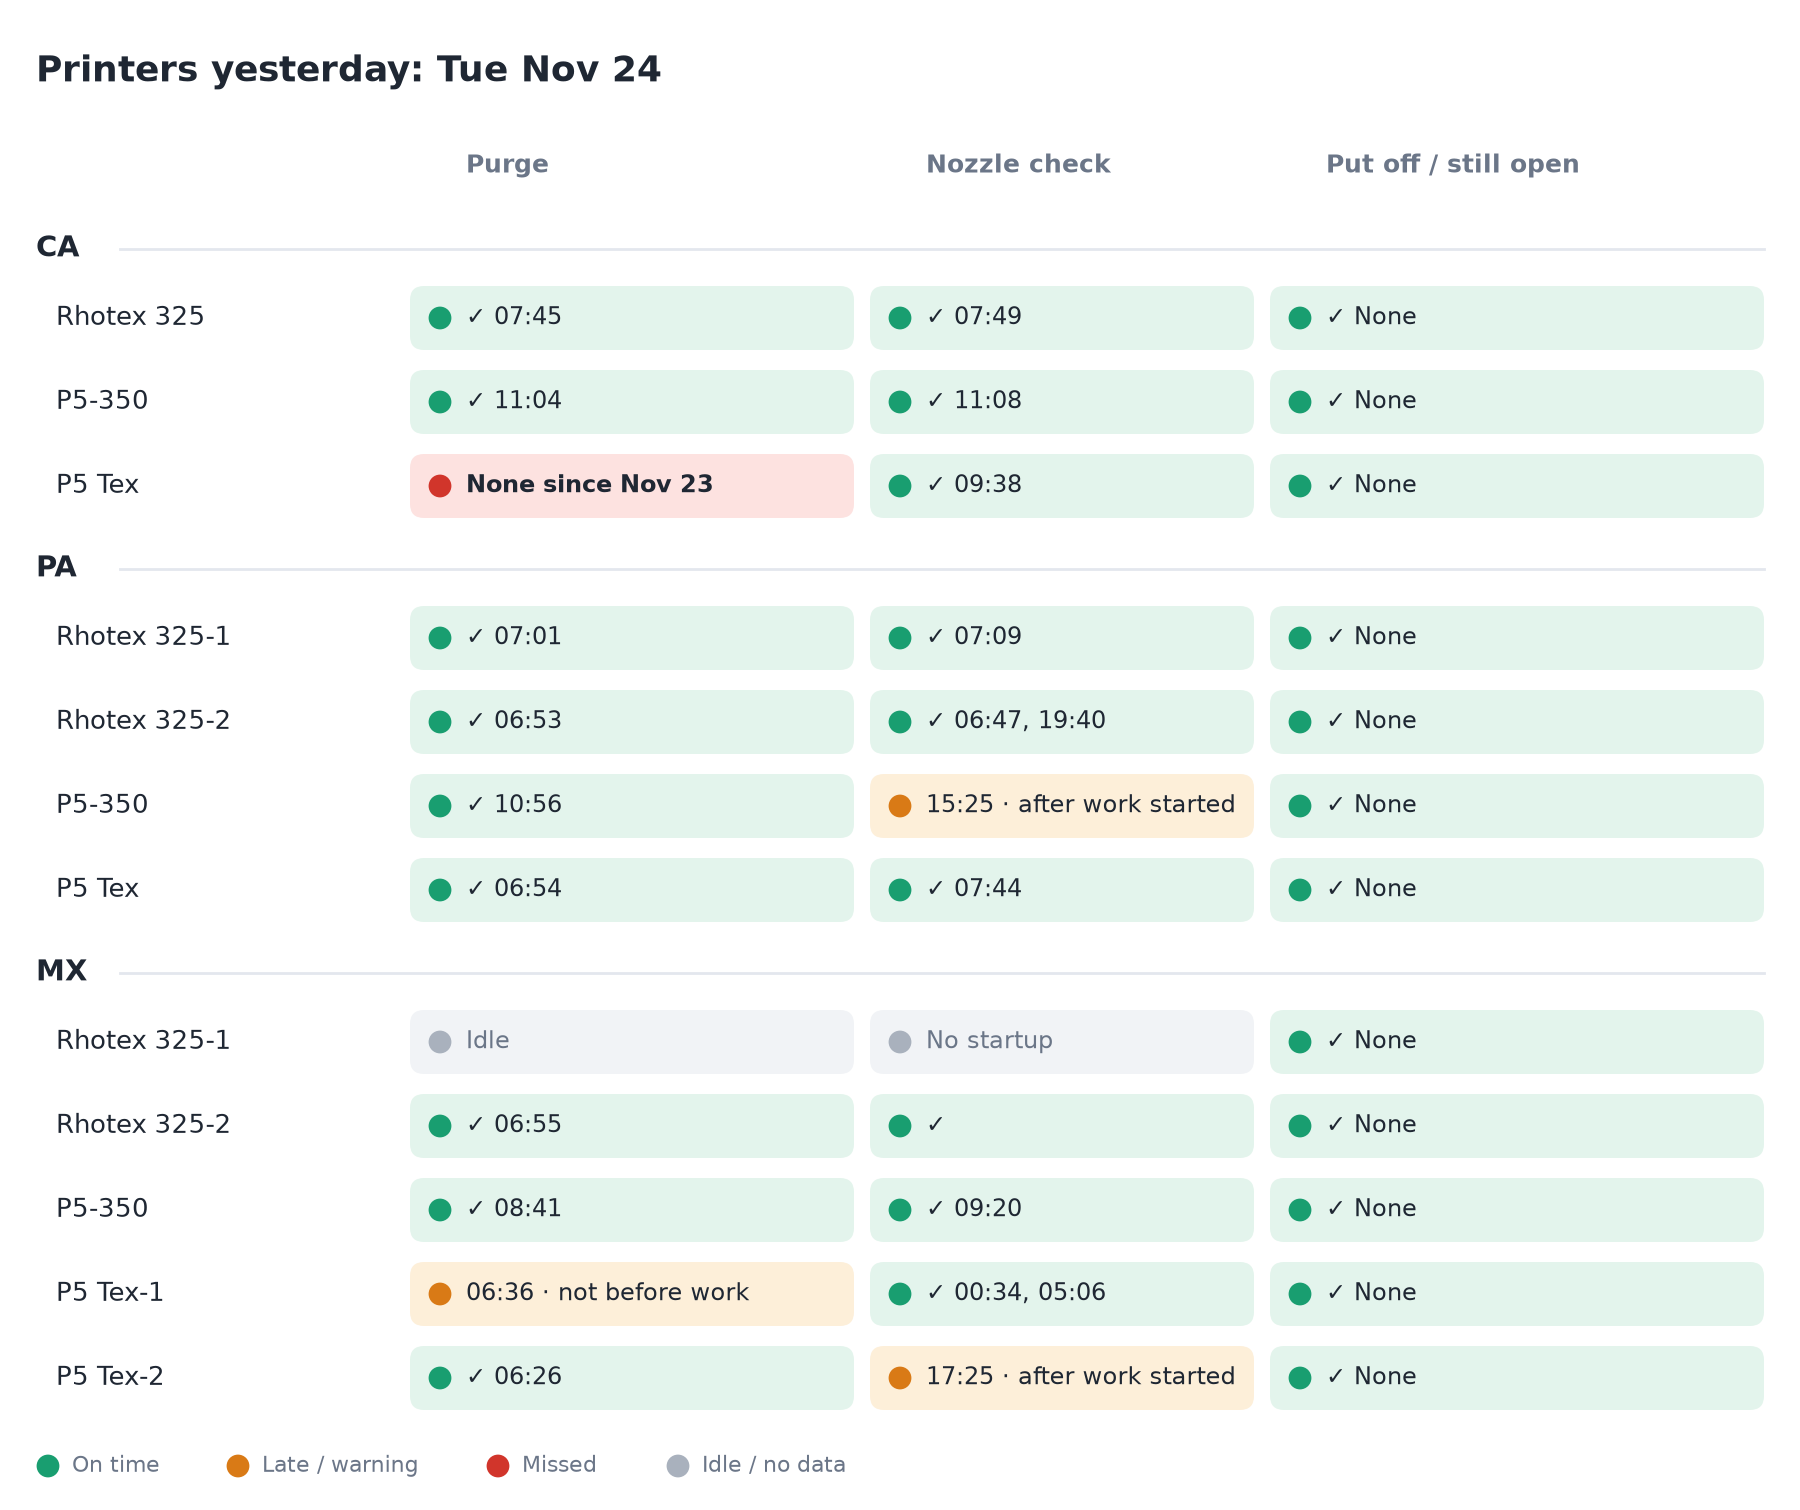 Printers yesterday: Tue Nov 24
Purge Nozzle check Put off / still open
CA
Rhotex 325 ✓ 07:45 ✓ 07:49 ✓ None
P5-350 ✓ 11:04 ✓ 11:08 ✓ None
P5 Tex None since Nov 23 ✓ 09:38 ✓ None
PA
Rhotex 325-1 ✓ 07:01 ✓ 07:09 ✓ None
Rhotex 325-2 ✓ 06:53 ✓ 06:47, 19:40 ✓ None
P5-350 ✓ 10:56 15:25 · after work started ✓ None
P5 Tex ✓ 06:54 ✓ 07:44 ✓ None
MX
Rhotex 325-1 Idle No startup ✓ None
Rhotex 325-2 ✓ 06:55 ✓ ✓ None
P5-350 ✓ 08:41 ✓ 09:20 ✓ None
P5 Tex-1 06:36 · not before work ✓ 00:34, 05:06 ✓ None
P5 Tex-2 ✓ 06:26 17:25 · after work started ✓ None
On time Late / warning Missed Idle / no data